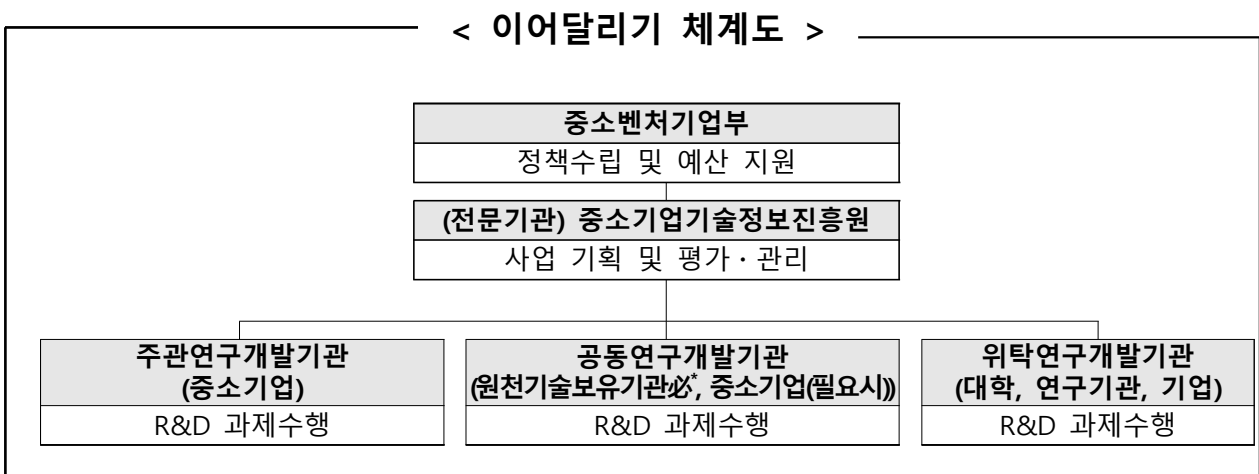 < 이어달리기 체계도 >
중소벤처기업부
정책수립 및 예산 지원
(전문기관) 중소기업기술정보진흥원
사업 기획 및 평가·관리
주관연구개발기관
(중소기업)
R&D 과제수행
공동연구개발기관
(원천기술보유기관必*, 중소기업(필요시))
R&D 과제수행
위탁연구개발기관
(대학, 연구기관, 기업)
R&D 과제수행